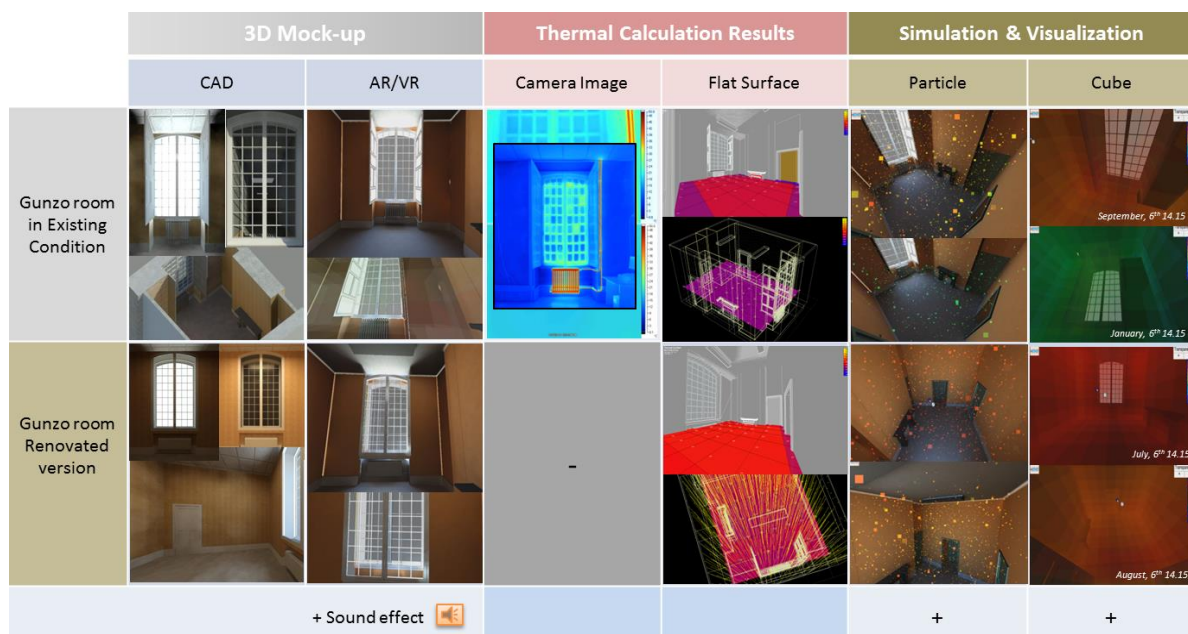 3D Mock-up
Thermal Calculation Results
Simulation & Visualization
CAD
AR/VR
Camera Image
Flat Surface
Particle
Cube
Gunzo room
in Existing
Condition
September, 6th 14.15
January, 6th 14.15
Gunzo room
Renovated
version
-
July, 6th 14.15
August, 6th 14.15
+ Sound effect
+
+